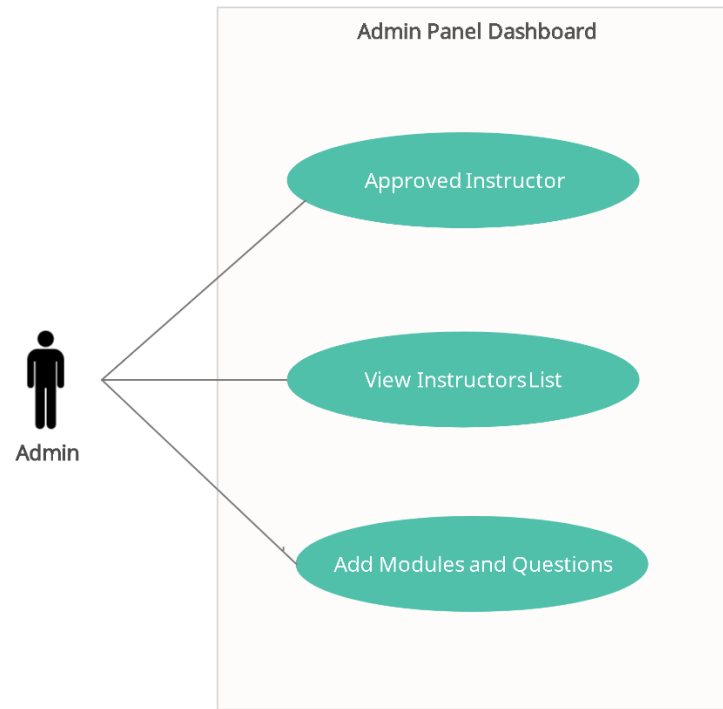 Admin Panel Dashboard
Approved Instructor
View Instructors List
Admin
Add Modules and Questions